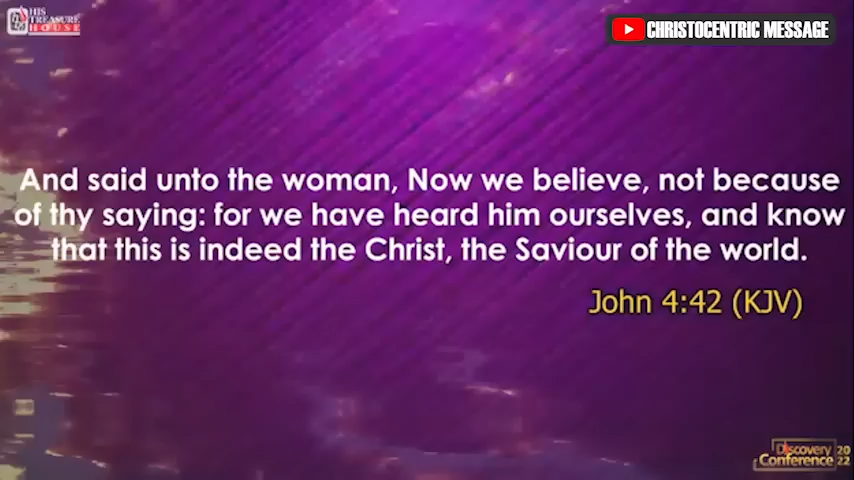 HIS
TREASURE
HOUSE
CHRISTOCENTRIC MESSAGE
And said unto the woman, Now we believe, not because
of thy saying: for we have heard him ourselves, and know
that this is indeed the Christ, the Saviour of the world.
John 4:42 (KJV)
Discovery
Conference
20
22